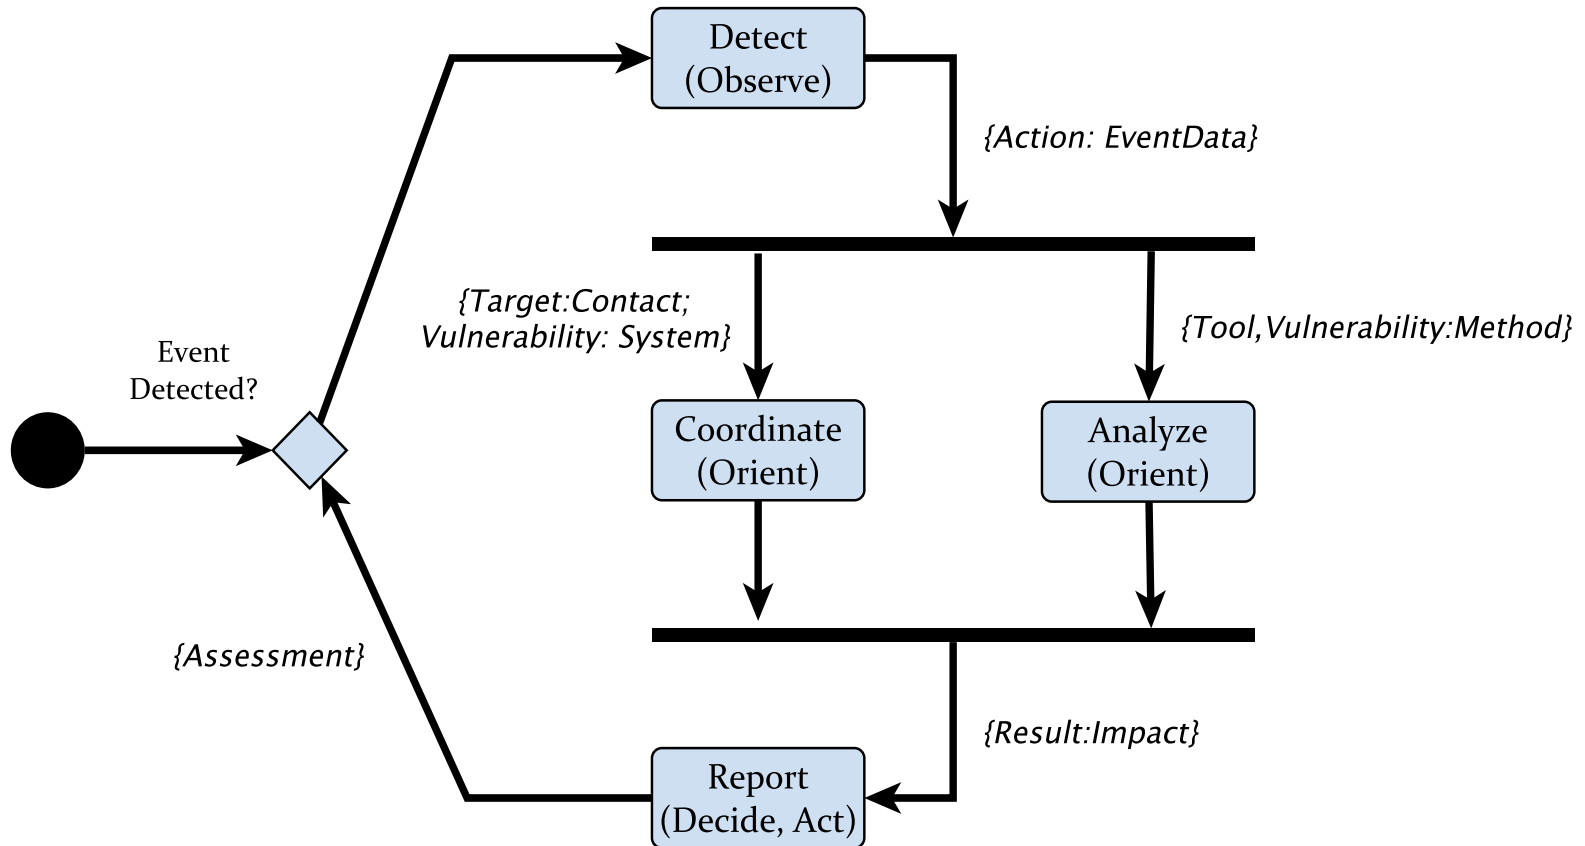 Detect
(Observe)
{Action: EventData}
{Target:Contact;
Vulnerability: System}
{Tool,Vulnerability:Method}
Event
Detected?
Coordinate
(Orient)
Analyze
(Orient)
{Assessment}
{Result:Impact}
Report
(Decide, Act)